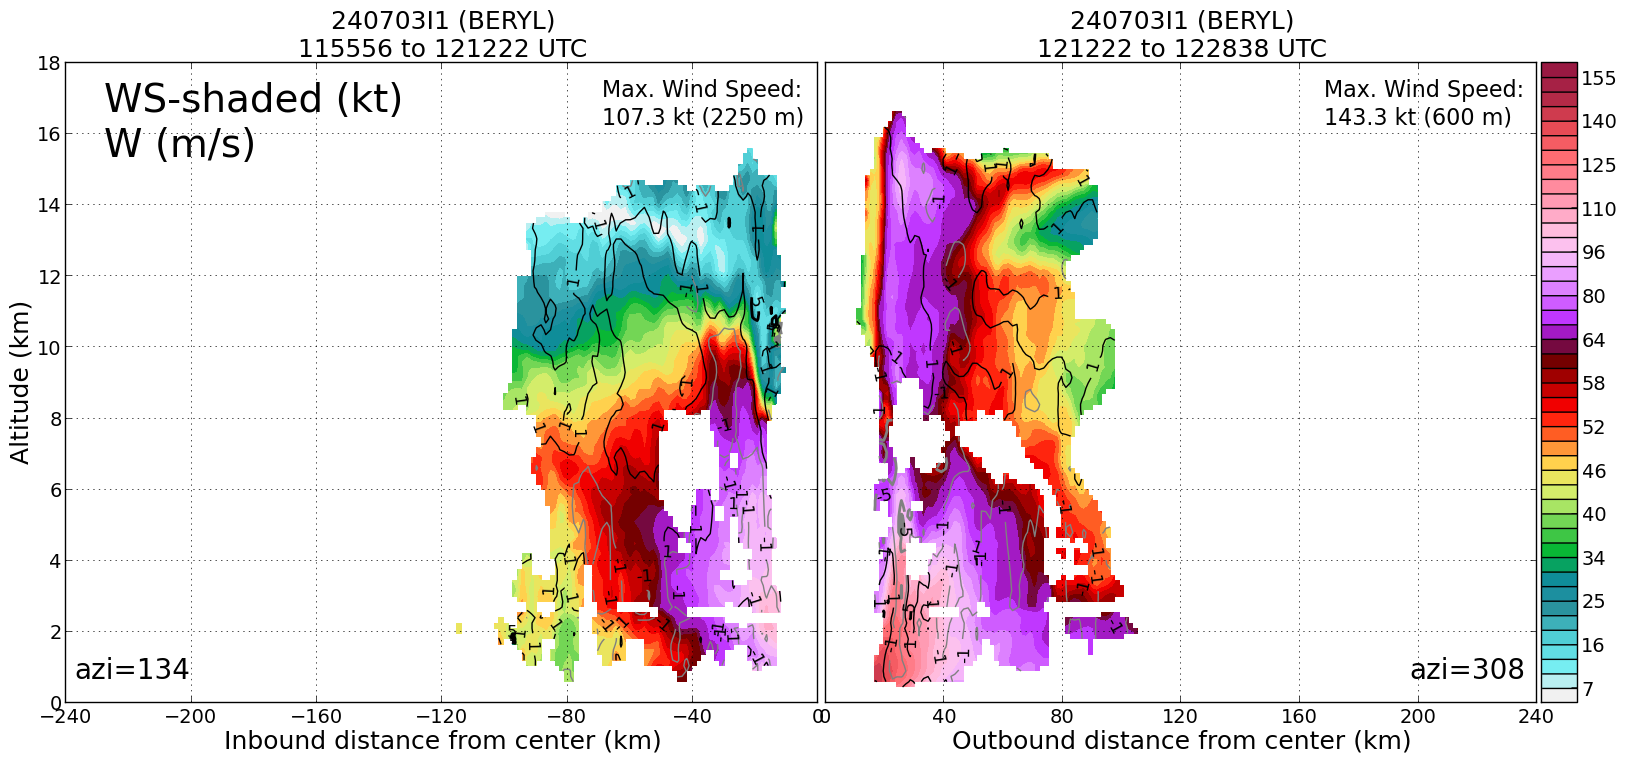 240703I1 (BERYL)
115556 to 121222 UTC
240703I1 (BERYL)
121222 to 122838 UTC
WS-shaded (kt)
W (m/s)
Max. Wind Speed:
107.3 kt (2250 m)
Max. Wind Speed:
143.3 kt (600 m)
azi=134
azi=308
Altitude (km)
18
16
14
12
10
8
6
4
2
0
−240
−200
−160
−120
−80
−40
0
0
40
80
120
160
200
240
Inbound distance from center (km)
Outbound distance from center (km)
155
140
125
110
96
80
64
58
52
46
40
34
25
16
7